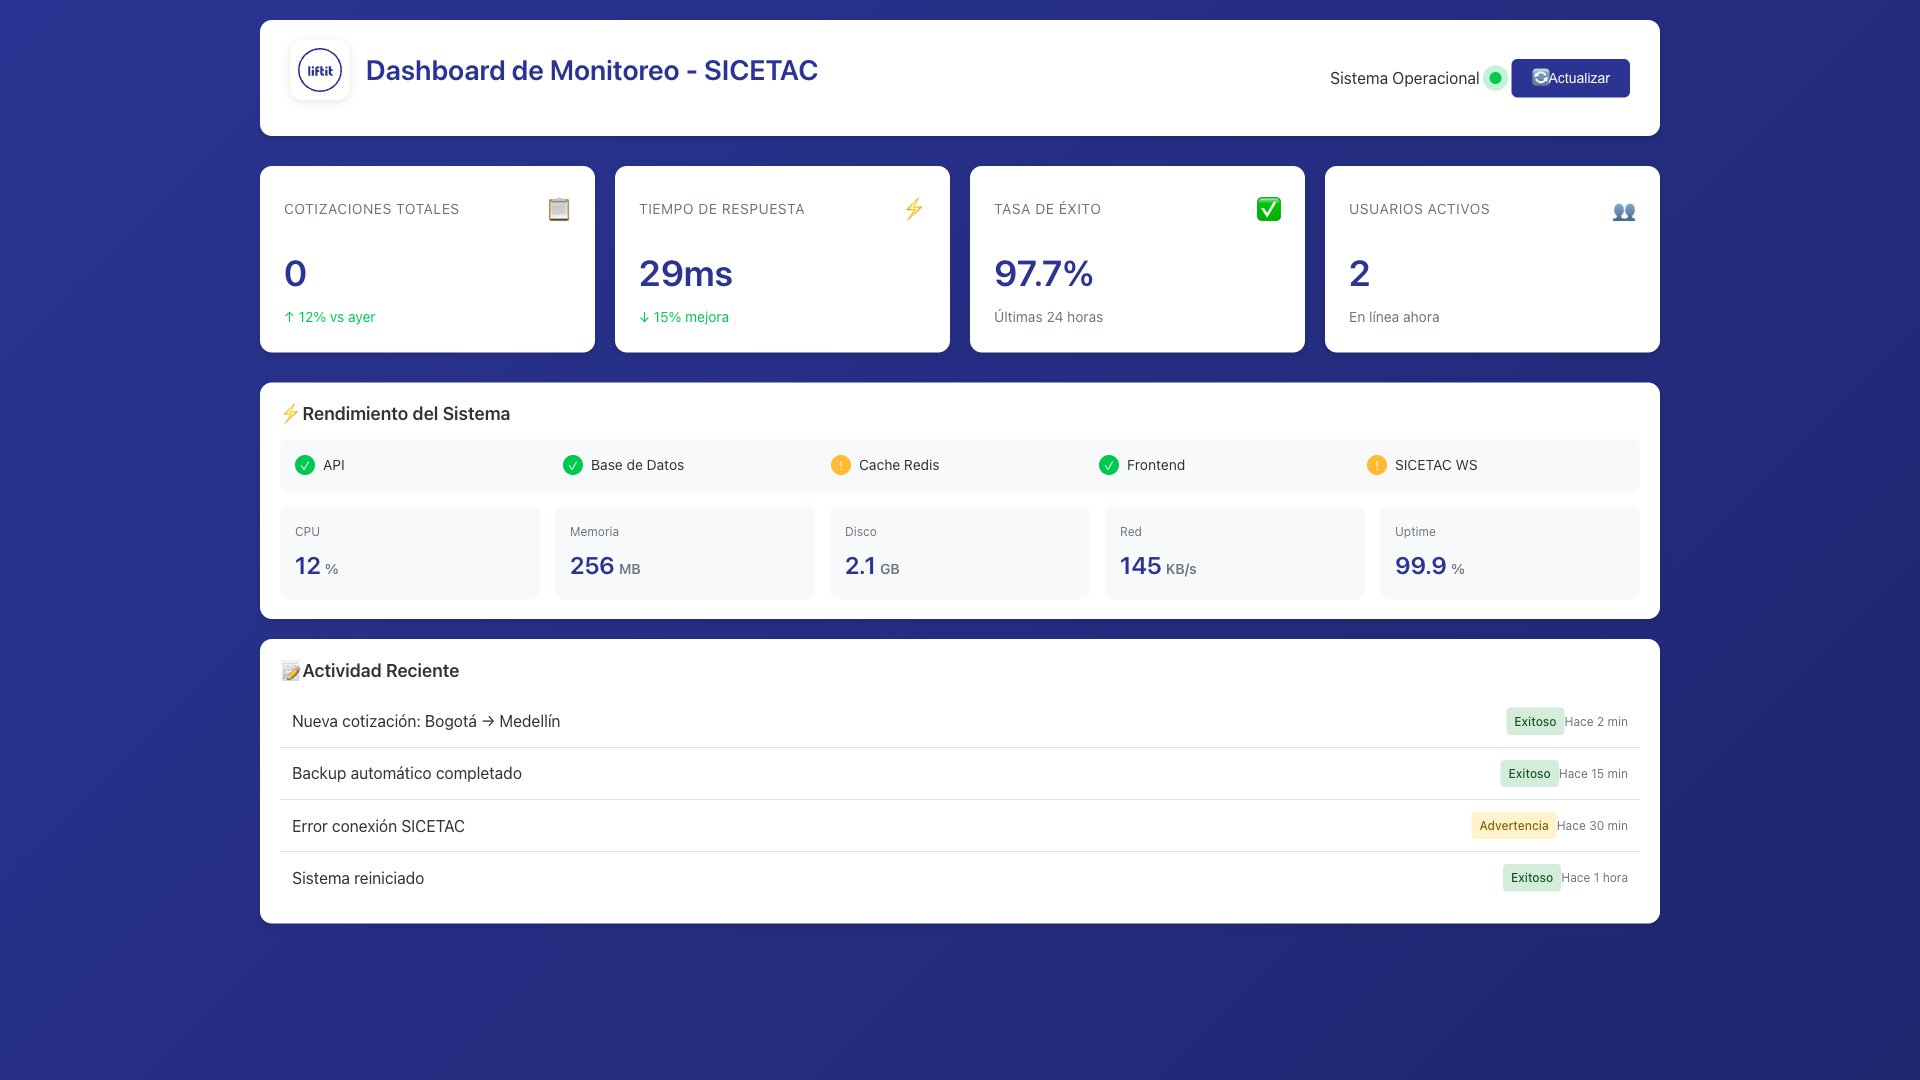 liftit
Dashboard de Monitoreo - SICETAC
Sistema Operacional
Actualizar
COTIZACIONES TOTALES
0
↑ 12% vs ayer
TIEMPO DE RESPUESTA
29ms
↓ 15% mejora
TASA DE ÉXITO
97.7%
Últimas 24 horas
USUARIOS ACTIVOS
2
En línea ahora
Rendimiento del Sistema
API
Base de Datos
Cache Redis
Frontend
SICETAC WS
CPU
12 %
Memoria
256 MB
Disco
2.1 GB
Red
145 KB/s
Uptime
99.9 %
Actividad Reciente
Nueva cotización: Bogotá → Medellín
Exitoso Hace 2 min
Backup automático completado
Exitoso Hace 15 min
Error conexión SICETAC
Advertencia Hace 30 min
Sistema reiniciado
Exitoso Hace 1 hora